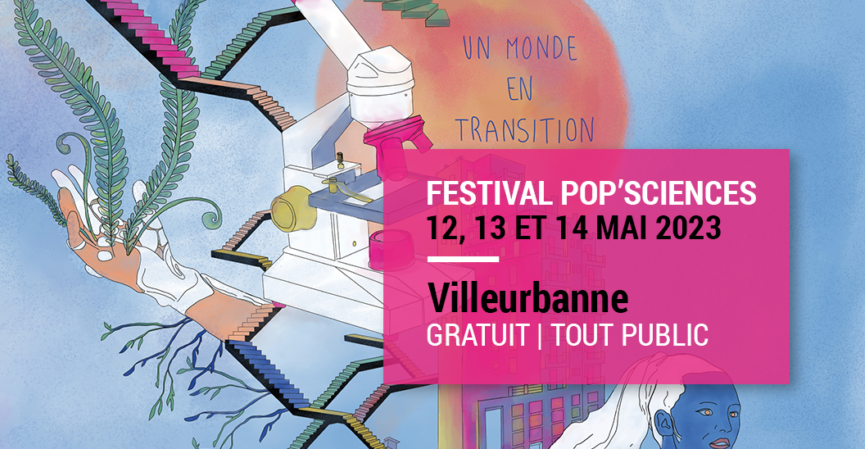 UN MONDE
EN
TRANSITION
FESTIVAL POP'SCIENCES
12, 13 ET 14 MAI 2023
Villeurbanne
GRATUIT | TOUT PUBLIC